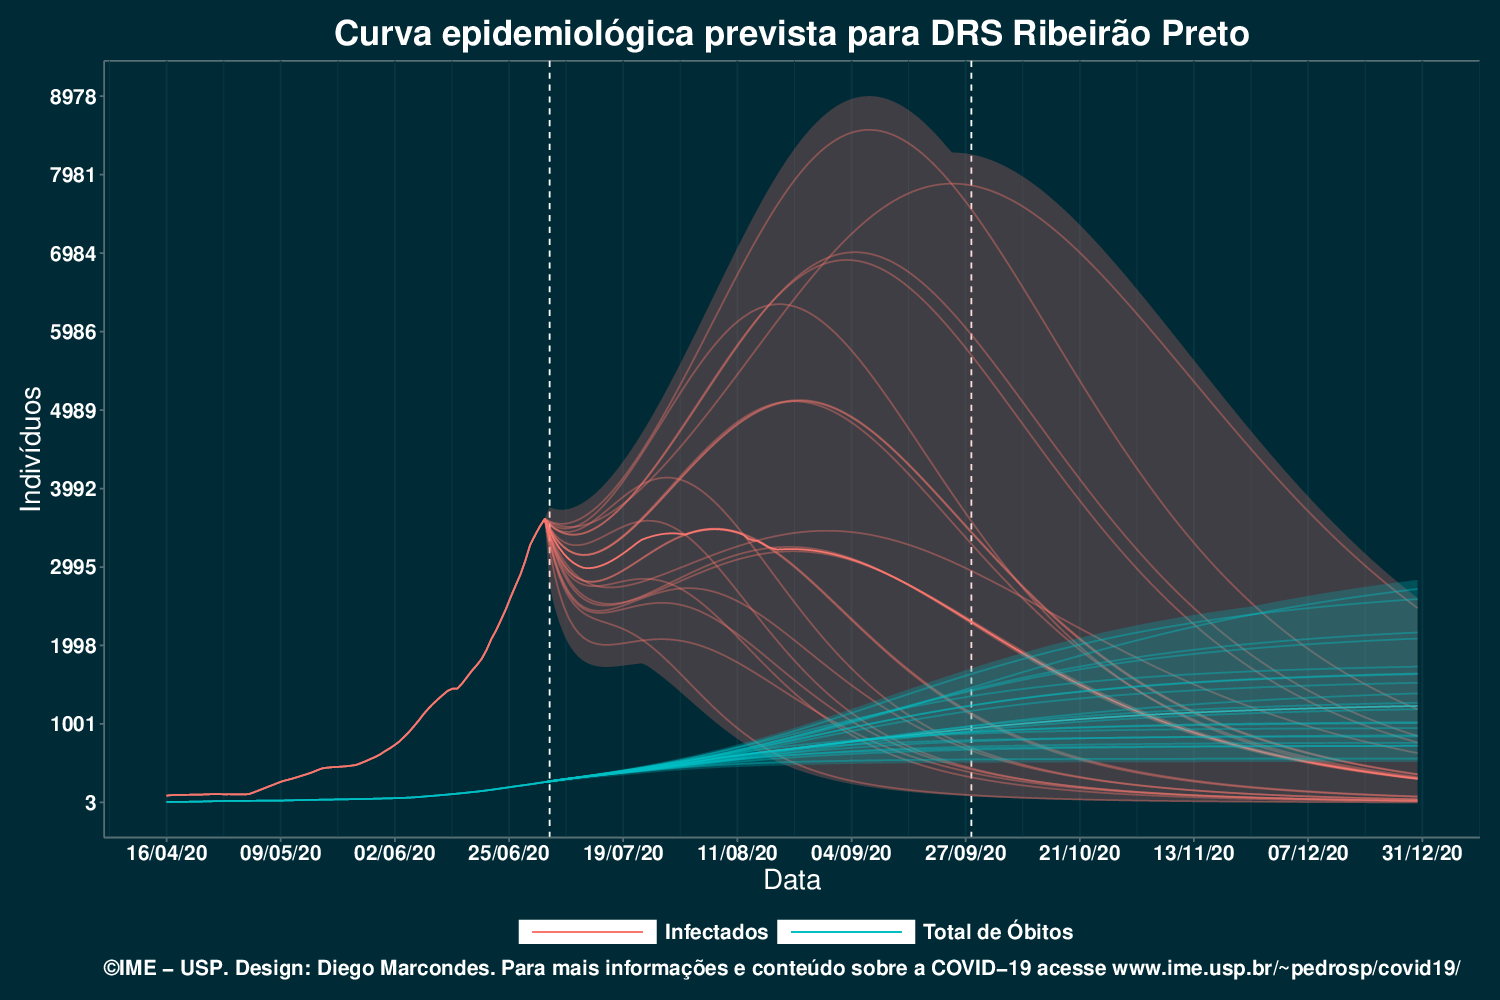 Curva epidemiológica prevista para DRS Ribeirão Preto
8978
7981
6984
5986
4989
3992
2995
1998
1001
3
Indivíduos
16/04/20 09/05/20 02/06/20 25/06/20 19/07/20 11/08/20 04/09/20 27/09/20 21/10/20 13/11/20 07/12/20 31/12/20
Data
Infectados Total de Óbitos
©IME − USP. Design: Diego Marcondes. Para mais informações e conteúdo sobre a COVID−19 acesse www.ime.usp.br/~pedrosp/covid19/